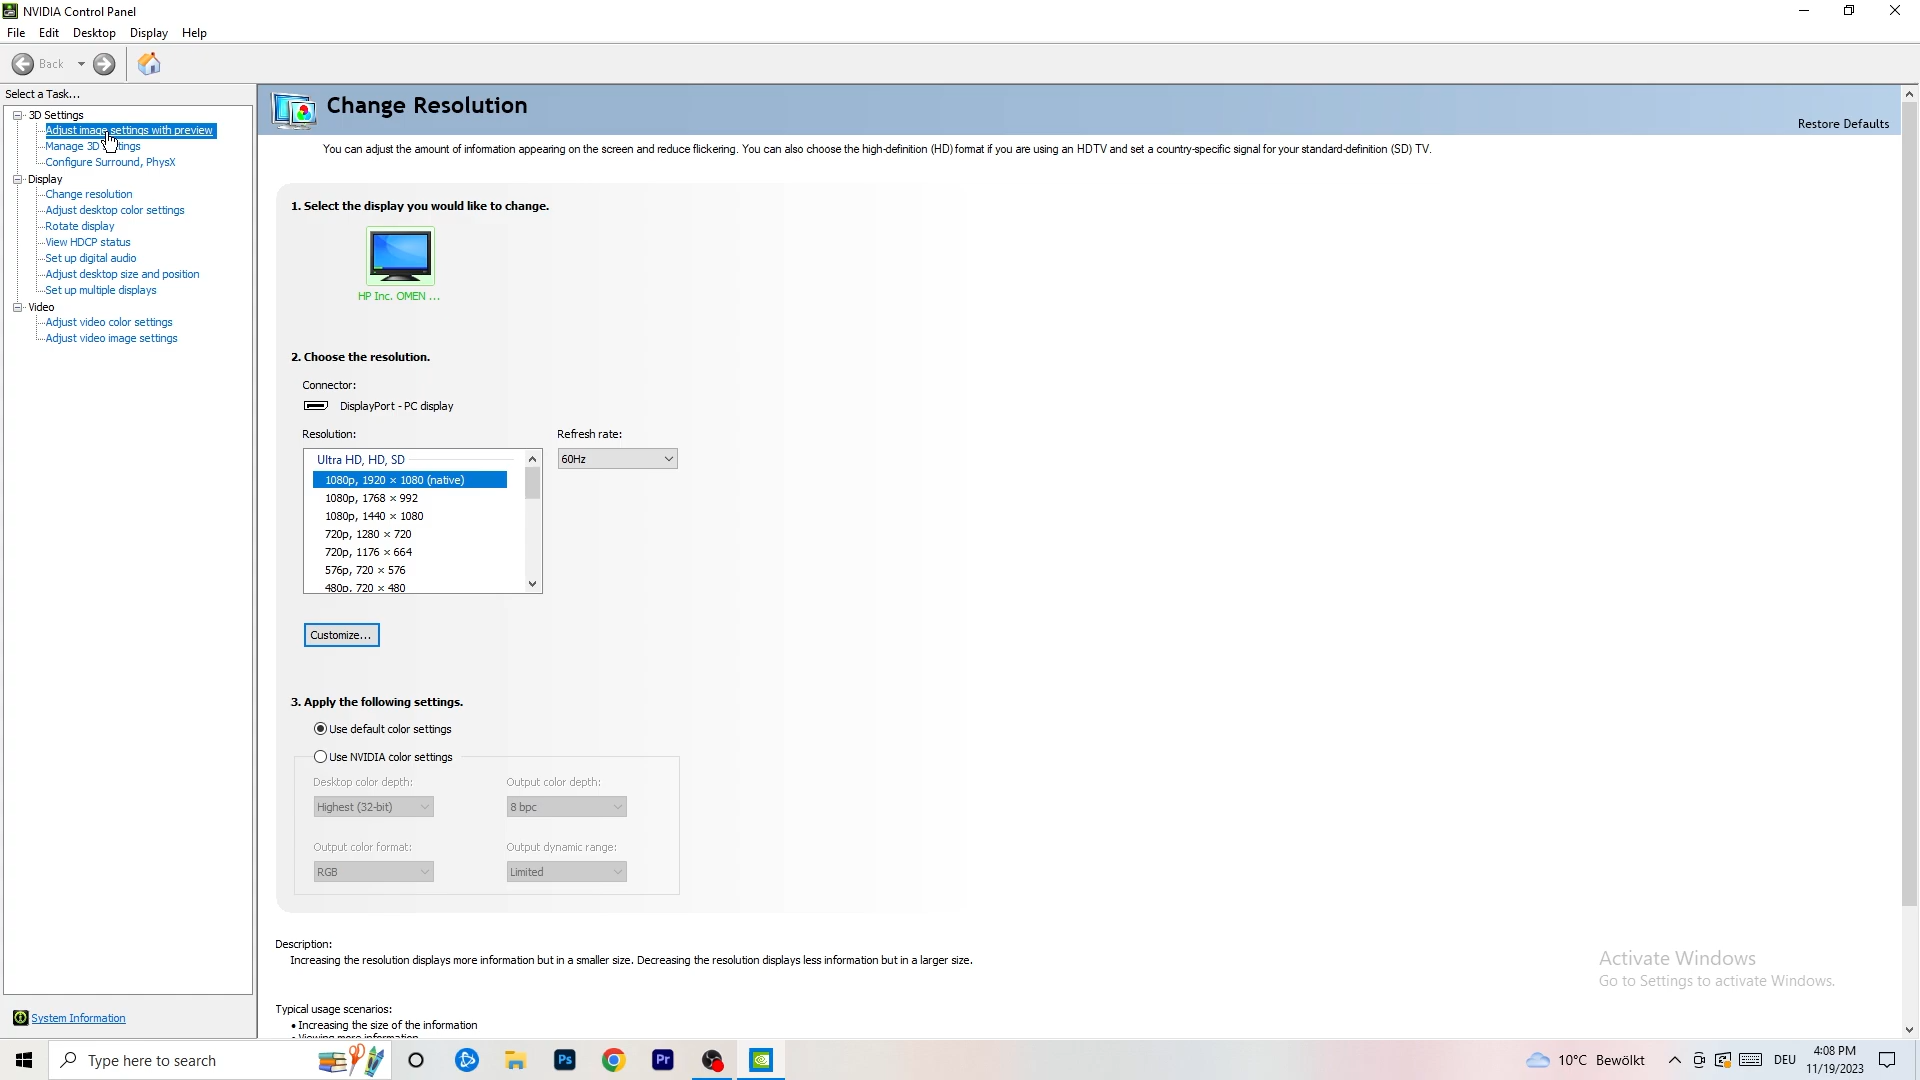 NVIDIA Control Panel
File Edit Desktop Display Help
Back
Select a Task...
3D Settings
Adjust image settings with preview
Manage 3D
Configure Surround, PhysX
Display
Change resolution
Adjust desktop color settings
Rotate display
View HDCP status
Set up digital audio
Adjust desktop size and position
Set up multiple displays
Video
Adjust video color settings
Adjust video image settings
System Information
Change Resolution
Restore Defaults
You can adjust the amount of information appearing on the screen and reduce flickering. You can also choose the high-definition (HD) format if you are using an HDTV and set a country-specific signal for your standard-definition (SD) TV.
1. Select the display you would like to change.
HP Inc. OMEN ...
2. Choose the resolution.
Connector:
DisplayPort - PC display
Resolution:
Refresh rate:
Ultra HD, HD, SD
60Hz
1080p, 1920 × 1080 (native)
1080p, 1768 × 992
1080p, 1440 × 1080
720p, 1280 × 720
720p, 1176 × 664
576p, 720 × 576
480p, 720 × 480
Customize...
3. Apply the following settings.
Use default color settings
Use NVIDIA color settings
Desktop color depth:
Output color depth:
Highest (32-bit)
8 bpc
Output color format:
Output dynamic range:
RGB
Limited
Description:
Increasing the resolution displays more information but in a smaller size. Decreasing the resolution displays less information but in a larger size.
Typical usage scenarios:
• Increasing the size of the information
Activate Windows
Go to Settings to activate Windows.
Type here to search
Ps
Pr
10°C Bewölkt
DEU
4:08 PM
11/19/2023